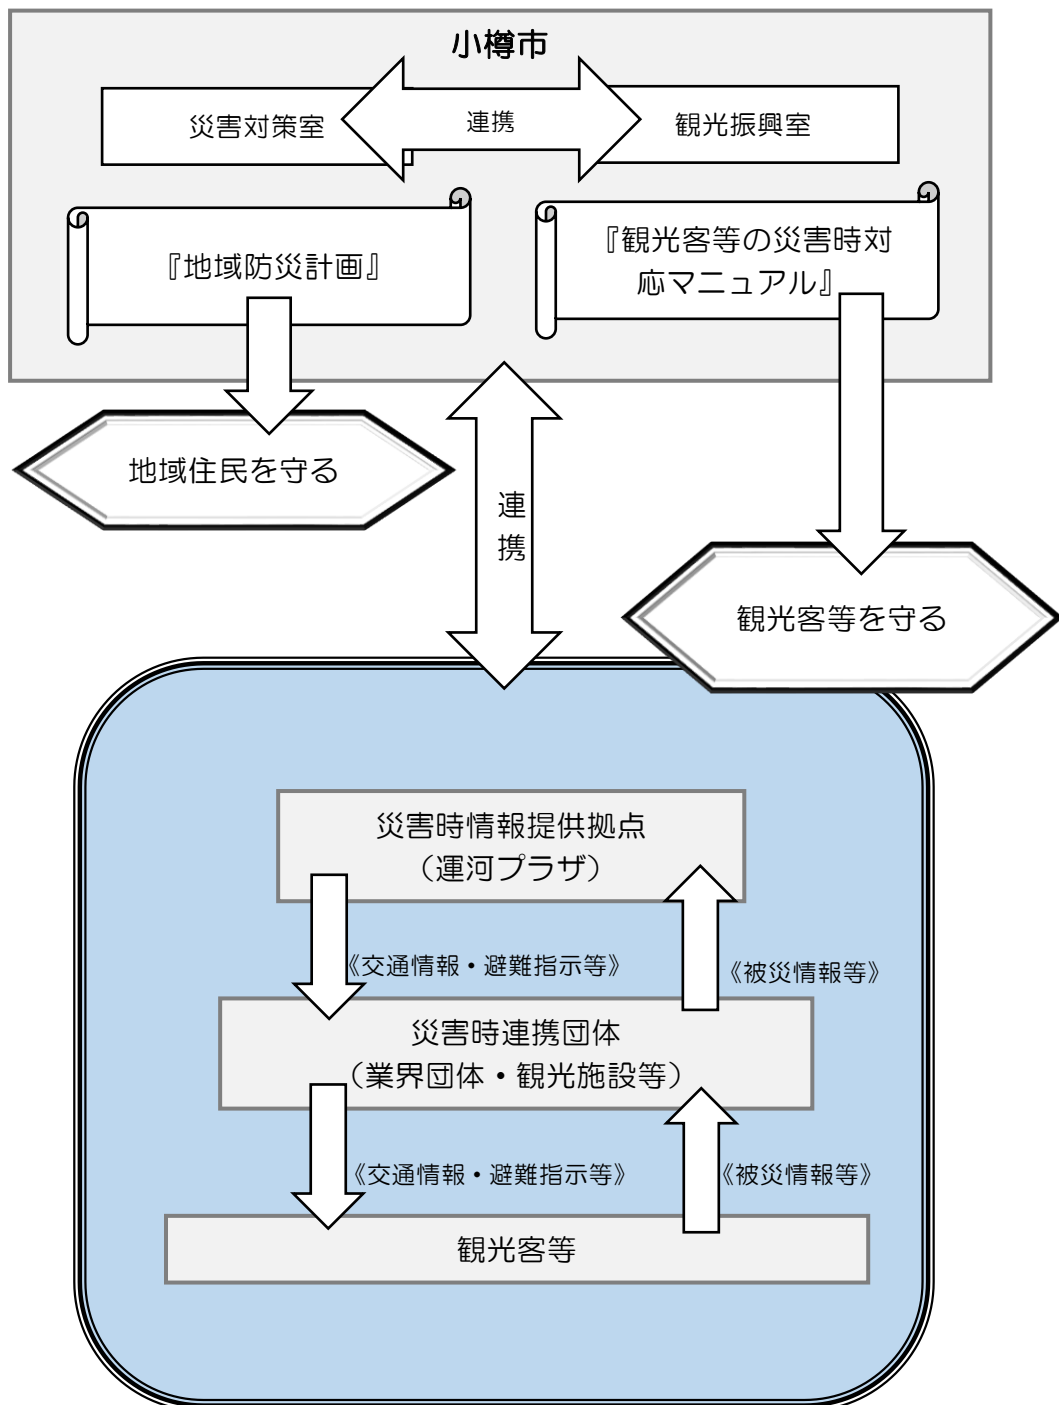 小樽市
災害対策室
連携
観光振興室
『地域防災計画』
『観光客等の災害時対
応マニュアル』
地域住民を守る
連
携
観光客等を守る
災害時情報提供拠点
（運河プラザ）
《交通情報・避難指示等》
《被災情報等》
災害時連携団体
（業界団体・観光施設等）
《交通情報・避難指示等》
《被災情報等》
観光客等